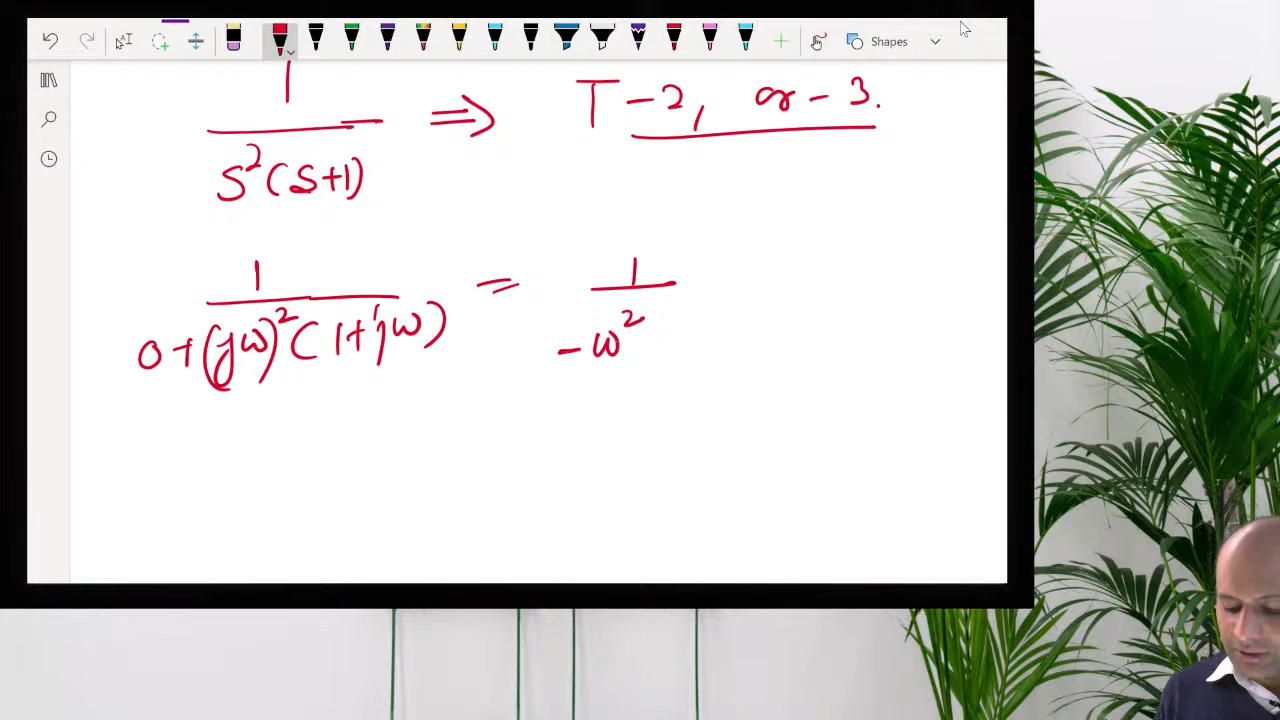 Shapes
1 / s²(s+1) ⇒ T-2, or - 3.
1 / 0+(jω)²(1+jω) = 1 / -ω²